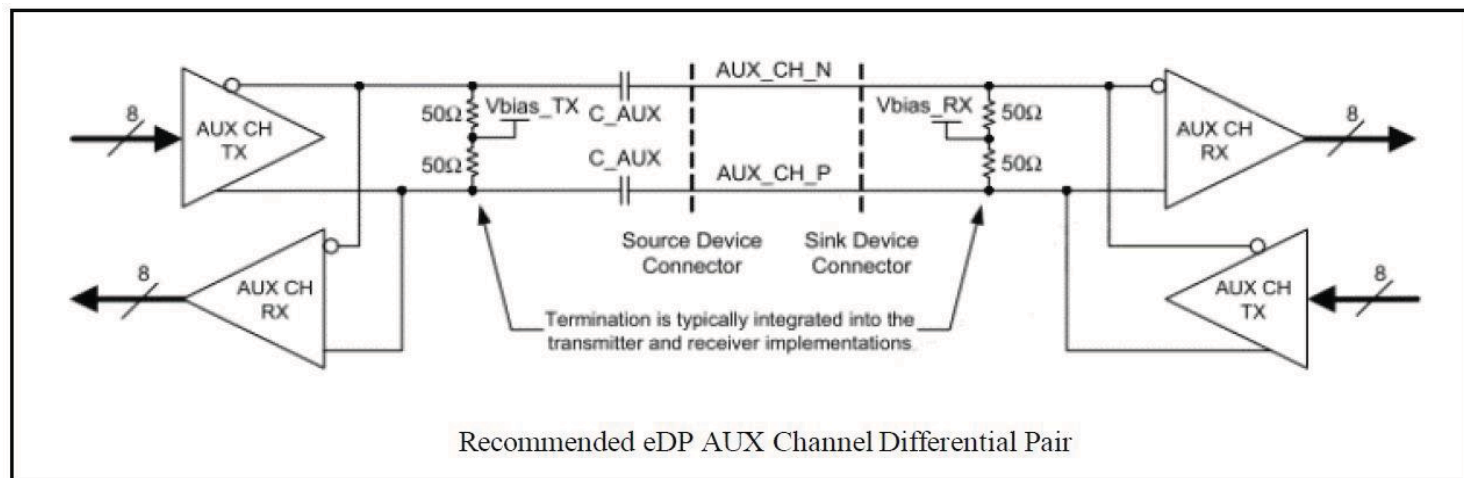 AUX_CH_N
8
AUX CH
TX
50Ω
Vbias_TX
C_AUX
50Ω
C_AUX
Vbias_RX
50Ω
50Ω
AUX CH
RX
8
AUX_CH_P
8
AUX CH
RX
Source Device
Connector
Sink Device
Connector
8
AUX CH
TX
Termination is typically integrated into the
transmitter and receiver implementations
Recommended eDP AUX Channel Differential Pair